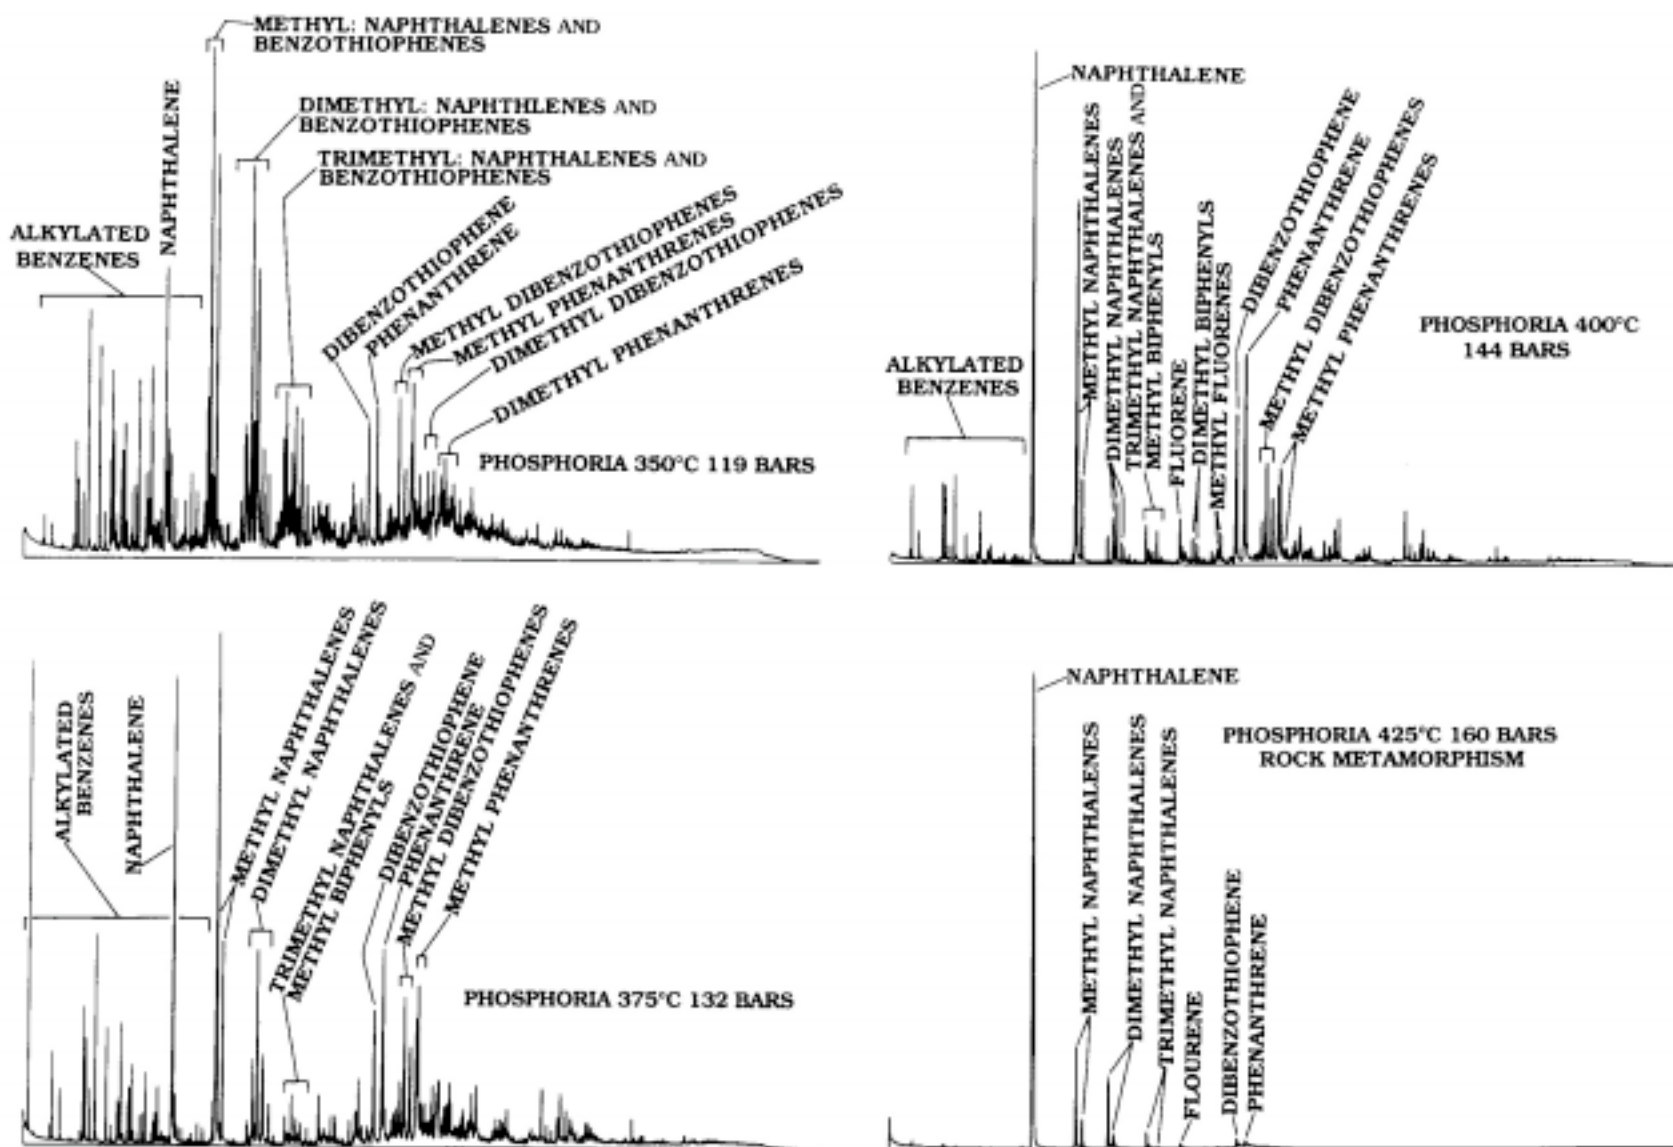 METHYL: NAPHTHALENES AND
BENZOTHIOPHENES
NAPHTHALENE
DIMETHYL: NAPHTHLENES AND
BENZOTHIOPHENES
TRIMETHYL: NAPHTHALENES AND
BENZOTHIOPHENES
ALKYLATED
BENZENES
DIBENZOTHIOPHENE
PHENANTHRENE
METHYL DIBENZOTHIOPHENES
METHYL PHENANTHRENES
DIMETHYL DIBENZOTHIOPHENES
DIMETHYL PHENANTHRENES
PHOSPHORIA 350°C 119 BARS
NAPHTHALENE
METHYL NAPHTHALENES
DIMETHYL NAPHTHALENES
TRIMETHYL NAPHTHALENES AND
METHYL BIPHENYLS
FLUORENE
DIMETHYL BIPHENYLS
METHYL FLUORENES
DIBENZOTHIOPHENE
PHENANTHRENE
METHYL DIBENZOTHIOPHENES
METHYL PHENANTHRENES
ALKYLATED
BENZENES
PHOSPHORIA 400°C
144 BARS
ALKYLATED
BENZENES
NAPHTHALENE
METHYL NAPHTHALENES
DIMETHYL NAPHTHALENES
TRIMETHYL NAPHTHALENES AND
METHYL BIPHENYLS
DIBENZOTHIOPHENE
PHENANTHRENE
METHYL DIBENZOTHIOPHENES
METHYL PHENANTHRENES
PHOSPHORIA 375°C 132 BARS
NAPHTHALENE
METHYL NAPHTHALENES
DIMETHYL NAPHTHALENES
TRIMETHYL NAPHTHALENES
FLOURENE
DIBENZOTHIOPHENE
PHENANTHRENE
PHOSPHORIA 425°C 160 BARS
ROCK METAMORPHISM